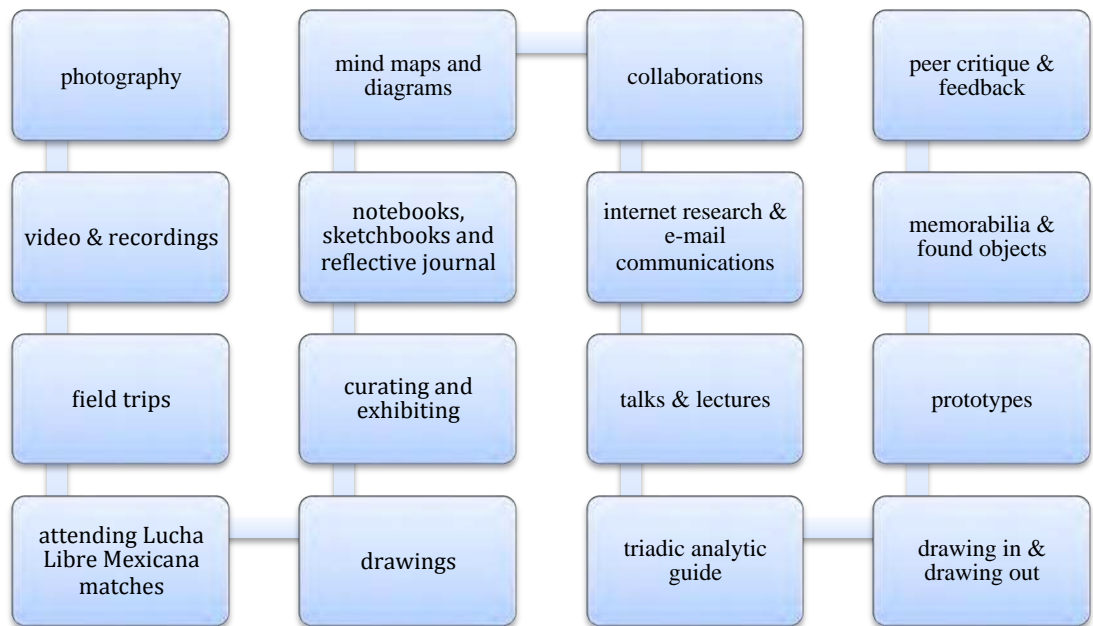 photography
video & recordings
field trips
attending Lucha
Libre Mexicana
matches
drawings
curating and
exhibiting
notebooks,
sketchbooks and
reflective journal
mind maps and
diagrams
collaborations
internet research &
e-mail
communications
talks & lectures
triadic analytic
guide
drawing in &
drawing out
prototypes
memorabilia &
found objects
peer critique &
feedback